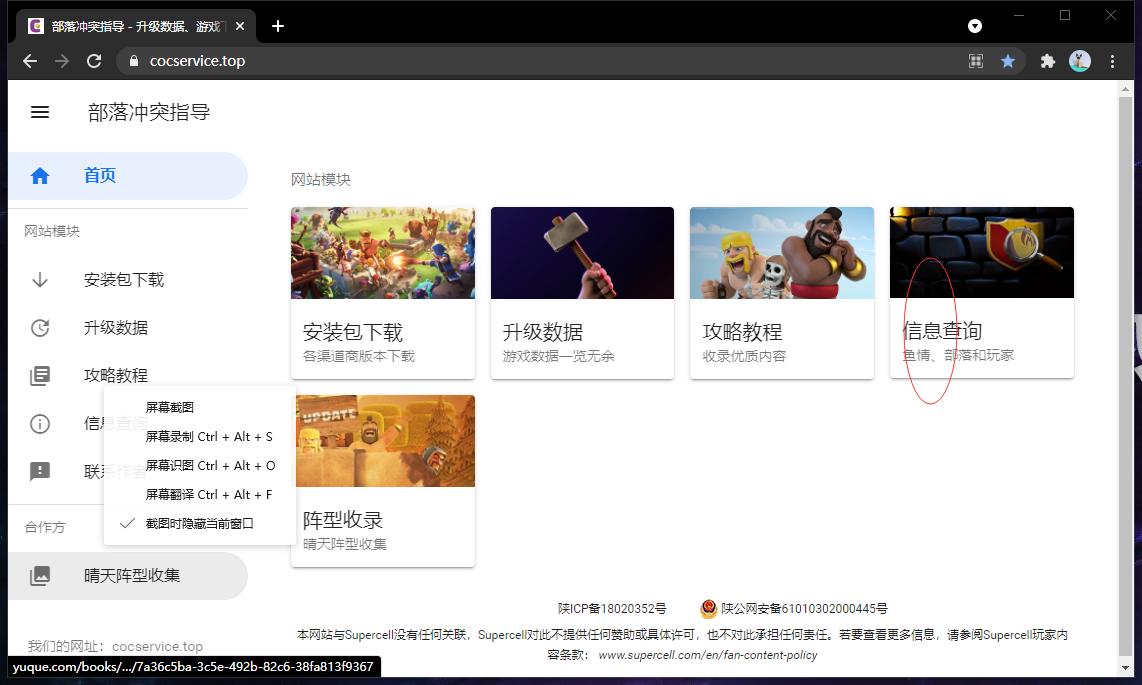 部落冲突指导 - 升级数据、游戏
cocservice.top
部落冲突指导
首页
网站模块
安装包下载
升级数据
攻略教程
信息查询
联系作者
屏幕截图
屏幕录制 Ctrl + Alt + S
屏幕识图 Ctrl + Alt + O
屏幕翻译 Ctrl + Alt + F
截图时隐藏当前窗口
合作方
晴天阵型收集
我们的网址：cocservice.top
yuque.com/books/.../7a36c5ba-3c5e-492b-82c6-38fa813f9367
网站模块
安装包下载
各渠道商版本下载
升级数据
游戏数据一览无余
攻略教程
收录优质内容
信息查询
鱼情、部落和玩家
UPDATE
阵型收录
晴天阵型收集
陕ICP备18020352号
陕公网安备61010302000445号
本网站与Supercell没有任何关联，Supercell对此不提供任何赞助或具体许可，也不对此承担任何责任。若要查看更多信息，请参阅Supercell玩家内
容条款： www.supercell.com/en/fan-content-policy